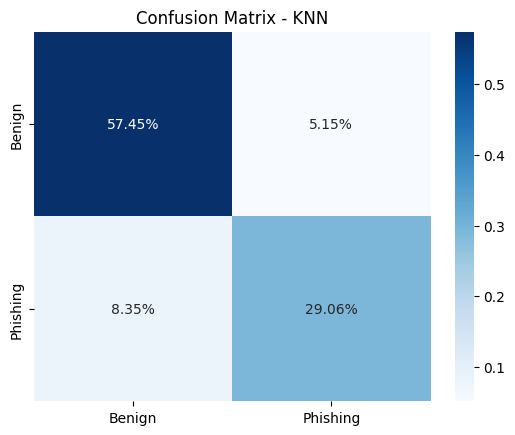 Confusion Matrix - KNN
Benign
57.45%
5.15%
Phishing
8.35%
29.06%
Benign
Phishing
0.5
0.4
0.3
0.2
0.1